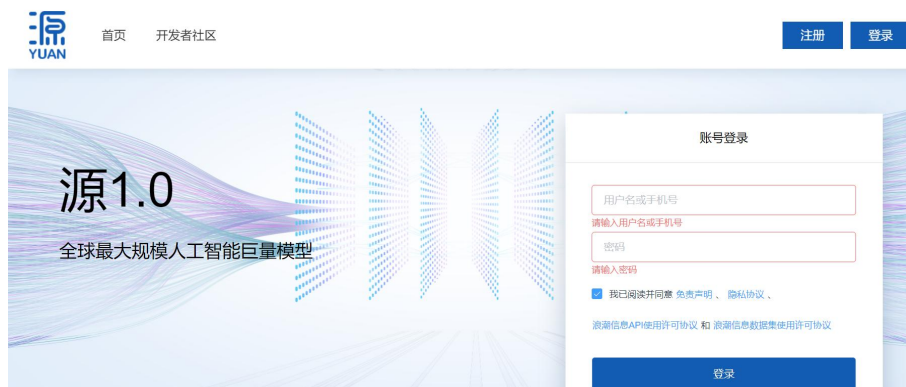 源
YUAN
首页
开发者社区
注册
登录
账号登录
源1.0
全球最大规模人工智能巨量模型
用户名或手机号
请输入用户名或手机号
密码
请输入密码
我已阅读并同意 免责声明 、 隐私协议 、
浪潮信息API使用许可协议 和 浪潮信息数据集使用许可协议
登录